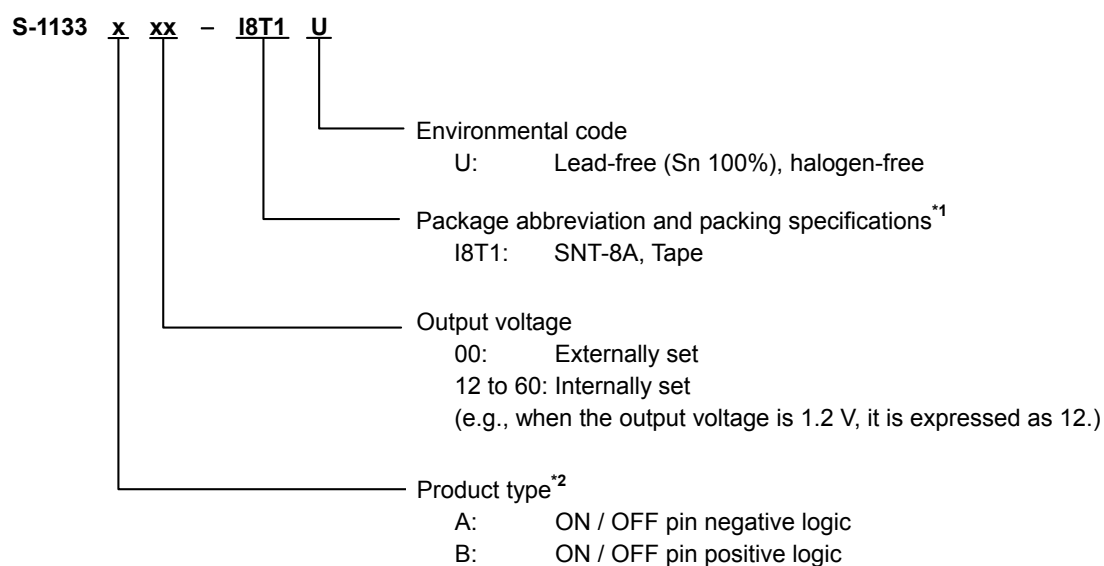 S-1133 x xx – I8T1 U
Environmental code
U: Lead-free (Sn 100%), halogen-free
Package abbreviation and packing specifications*1
I8T1: SNT-8A, Tape
Output voltage
00: Externally set
12 to 60: Internally set
(e.g., when the output voltage is 1.2 V, it is expressed as 12.)
Product type*2
A: ON / OFF pin negative logic
B: ON / OFF pin positive logic